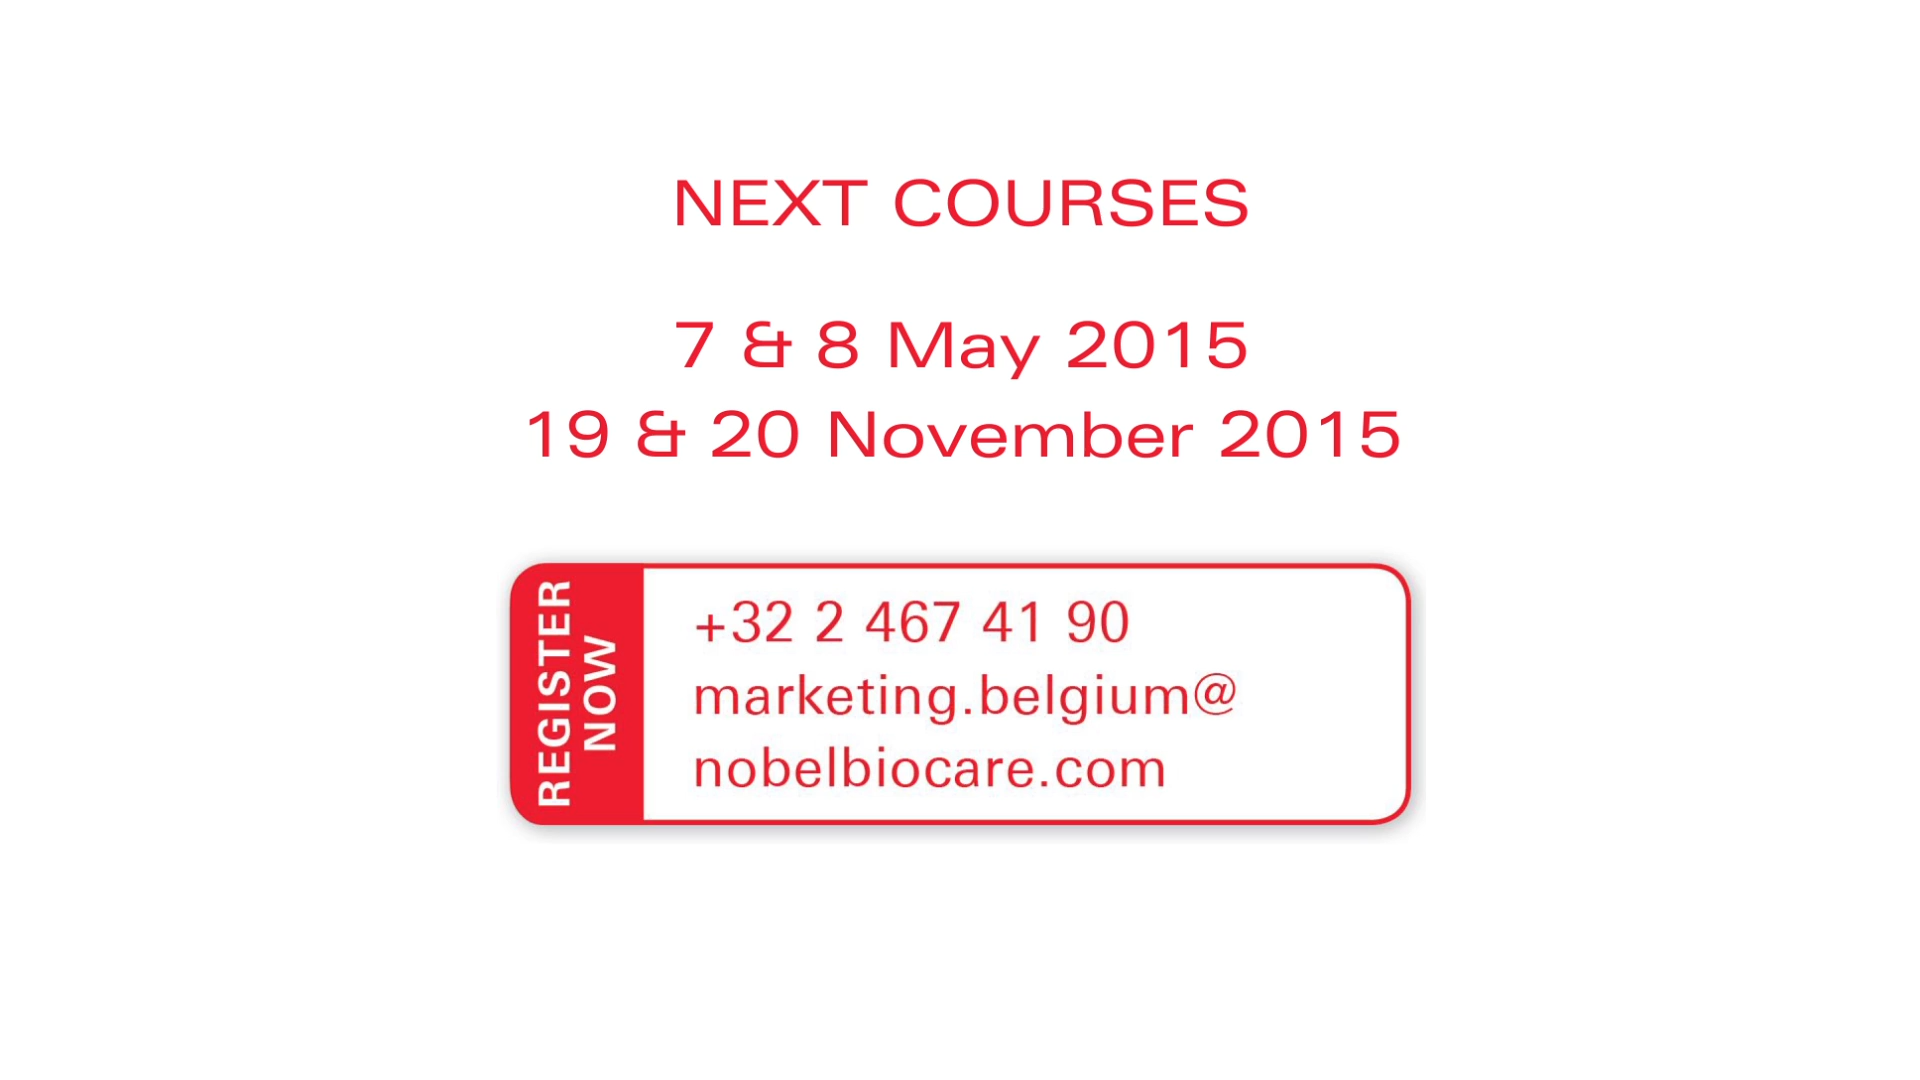 NEXT COURSES
7 & 8 May 2015
19 & 20 November 2015
REGISTER
NOW
+32 2 467 41 90
marketing.belgium@
nobelbiocare.com